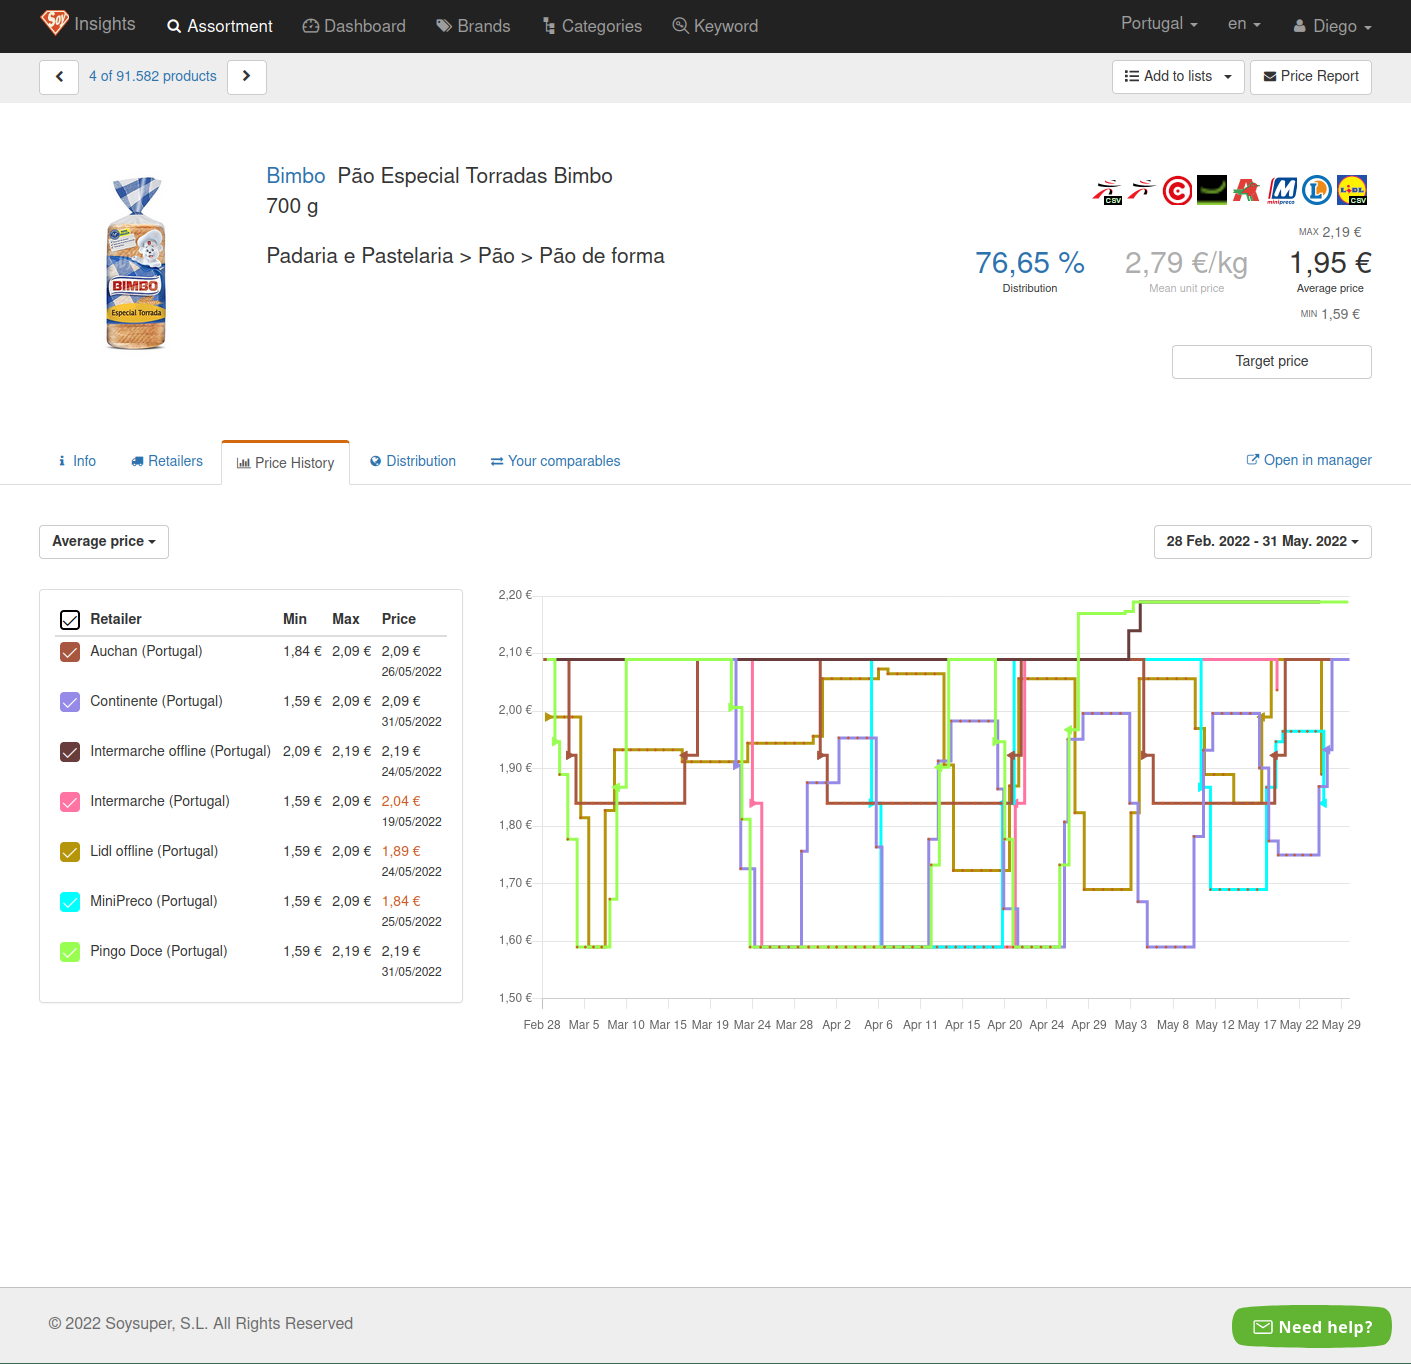 Soy Insights Assortment Dashboard Brands Categories Keyword Portugal en Diego
4 of 91.582 products Add to lists Price Report
Bimbo Pão Especial Torradas Bimbo
700 g
Padaria e Pastelaria > Pão > Pão de forma
BIMBO
Especial Torrada
CSV
minipreço
LIDL
CSV
MAX 2,19 €
76,65 % 2,79 €/kg 1,95 €
Distribution Mean unit price Average price
MIN 1,59 €
Target price
Info Retailers Price History Distribution Your comparables Open in manager
Average price 28 Feb. 2022 - 31 May. 2022
Retailer Min Max Price
Auchan (Portugal) 1,84 € 2,09 € 2,09 €
26/05/2022
Continente (Portugal) 1,59 € 2,09 € 2,09 €
31/05/2022
Intermarche offline (Portugal) 2,09 € 2,19 € 2,19 €
24/05/2022
Intermarche (Portugal) 1,59 € 2,09 € 2,04 €
19/05/2022
Lidl offline (Portugal) 1,59 € 2,09 € 1,89 €
24/05/2022
MiniPreco (Portugal) 1,59 € 2,09 € 1,84 €
25/05/2022
Pingo Doce (Portugal) 1,59 € 2,19 € 2,19 €
31/05/2022
2,20 €
2,10 €
2,00 €
1,90 €
1,80 €
1,70 €
1,60 €
1,50 €
Feb 28 Mar 5 Mar 10 Mar 15 Mar 19 Mar 24 Mar 28 Apr 2 Apr 6 Apr 11 Apr 15 Apr 20 Apr 24 Apr 29 May 3 May 8 May 12 May 17 May 22 May 29
© 2022 Soysuper, S.L. All Rights Reserved
Need help?